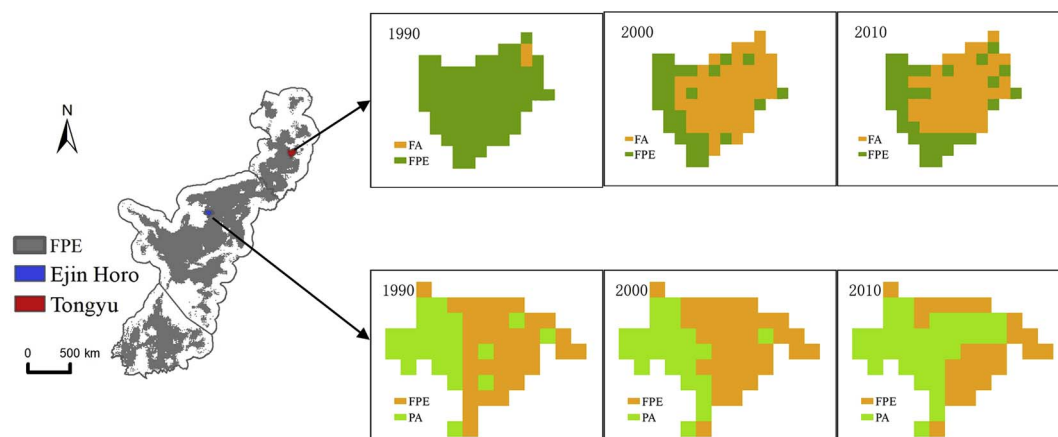 N
FPE
Ejin Horo
Tongyu
0 500 km
1990
FA
FPE
2000
FA
FPE
2010
FA
FPE
1990
FPE
PA
2000
FPE
PA
2010
FPE
PA